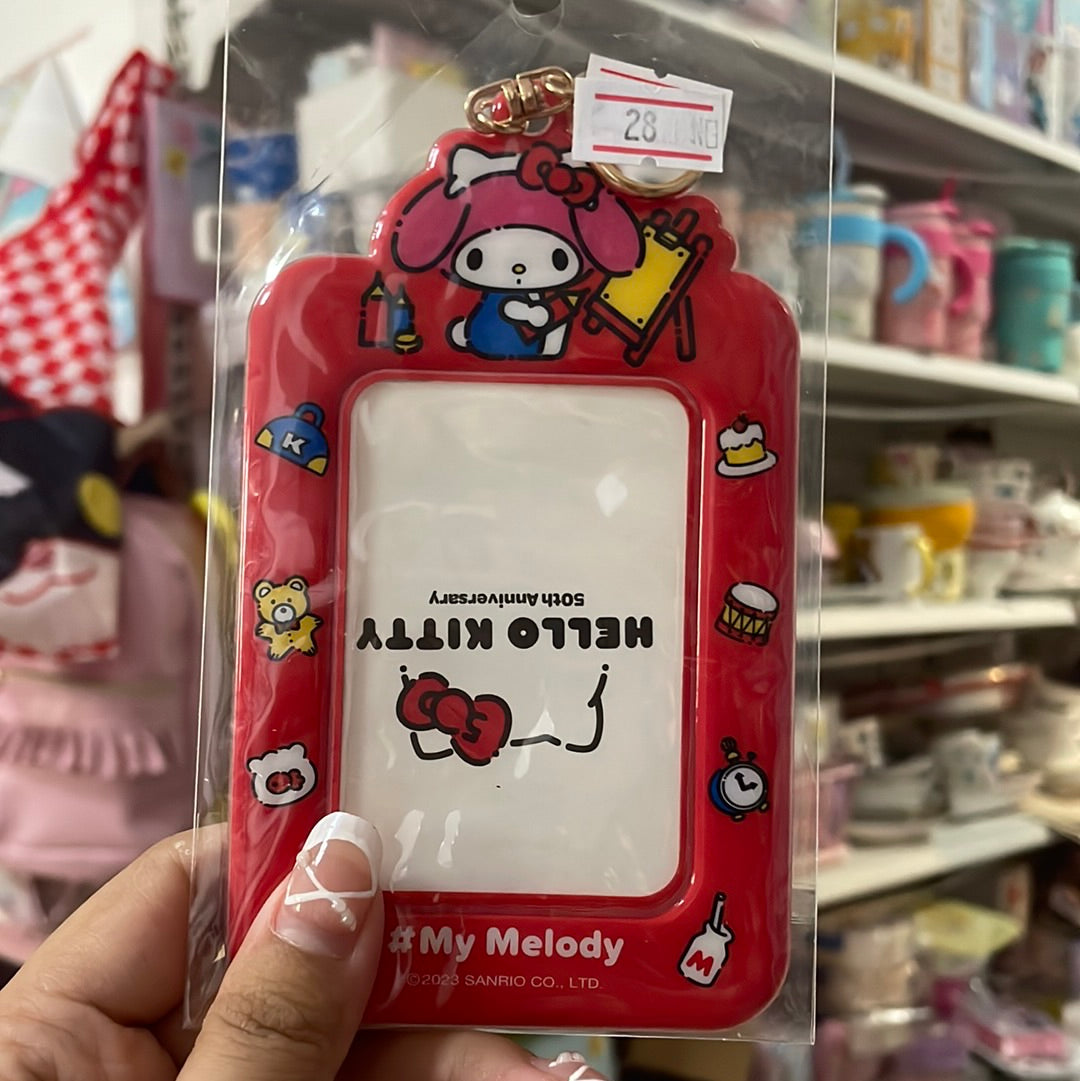 28
K
50th Anniversary
HELLO KITTY
M
#My Melody
©2023 SANRIO CO., LTD.